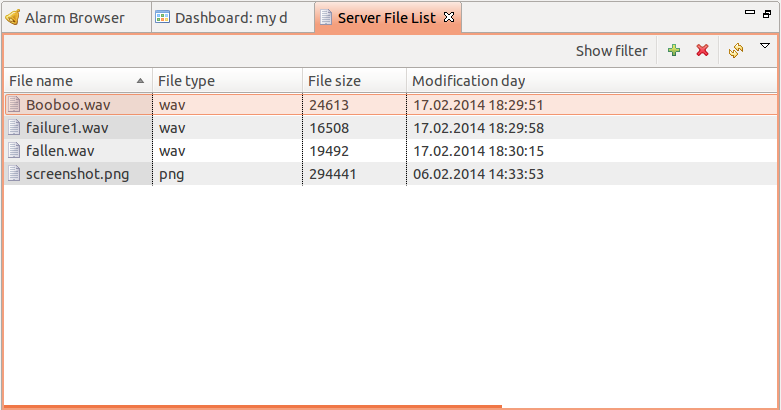 Alarm Browser Dashboard: my d Server File List
Show filter
File name File type File size Modification day
Booboo.wav wav 24613 17.02.2014 18:29:51
failure1.wav wav 16508 17.02.2014 18:29:58
fallen.wav wav 19492 17.02.2014 18:30:15
screenshot.png png 294441 06.02.2014 14:33:53